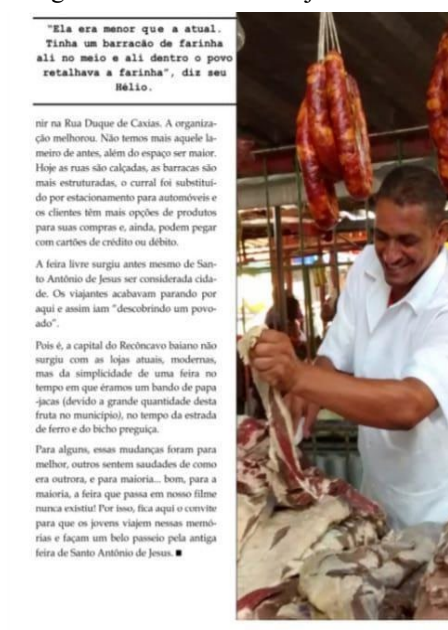 "Ela era menor que a atual.
Tinha um barracão de farinha
ali no meio e ali dentro o povo
retalhava a farinha", diz seu
Hélio.
nir na Rua Duque de Caxias. A organiza-
ção melhorou. Não temos mais aquele la-
meiro de antes, além do espaço ser maior.
Hoje as ruas são calçadas, as barracas são
mais estruturadas, o curral foi substituí-
do por estacionamento para automóveis e
os clientes têm mais opções de produtos
para suas compras e, ainda, podem pegar
com cartões de crédito ou débito.
A feira livre surgiu antes mesmo de San-
to Antônio de Jesus ser considerada cida-
de. Os viajantes acabavam parando por
aqui e assim iam "descobrindo um povo-
ado".
Pois é, a capital do Recôncavo baiano não
surgiu com as lojas atuais, modernas,
mas da simplicidade de uma feira no
tempo em que éramos um bando de papa
-jacas (devido a grande quantidade desta
fruta no município), no tempo da estrada
de ferro e do bicho preguiça.
Para alguns, essas mudanças foram para
melhor, outros sentem saudades de como
era outrora, e para maioria... bom, para a
maioria, a feira que passa em nosso filme
nunca existiu! Por isso, fica aqui o convite
para que os jovens viajem nessas memó-
rias e façam um belo passeio pela antiga
feira de Santo Antônio de Jesus. ■